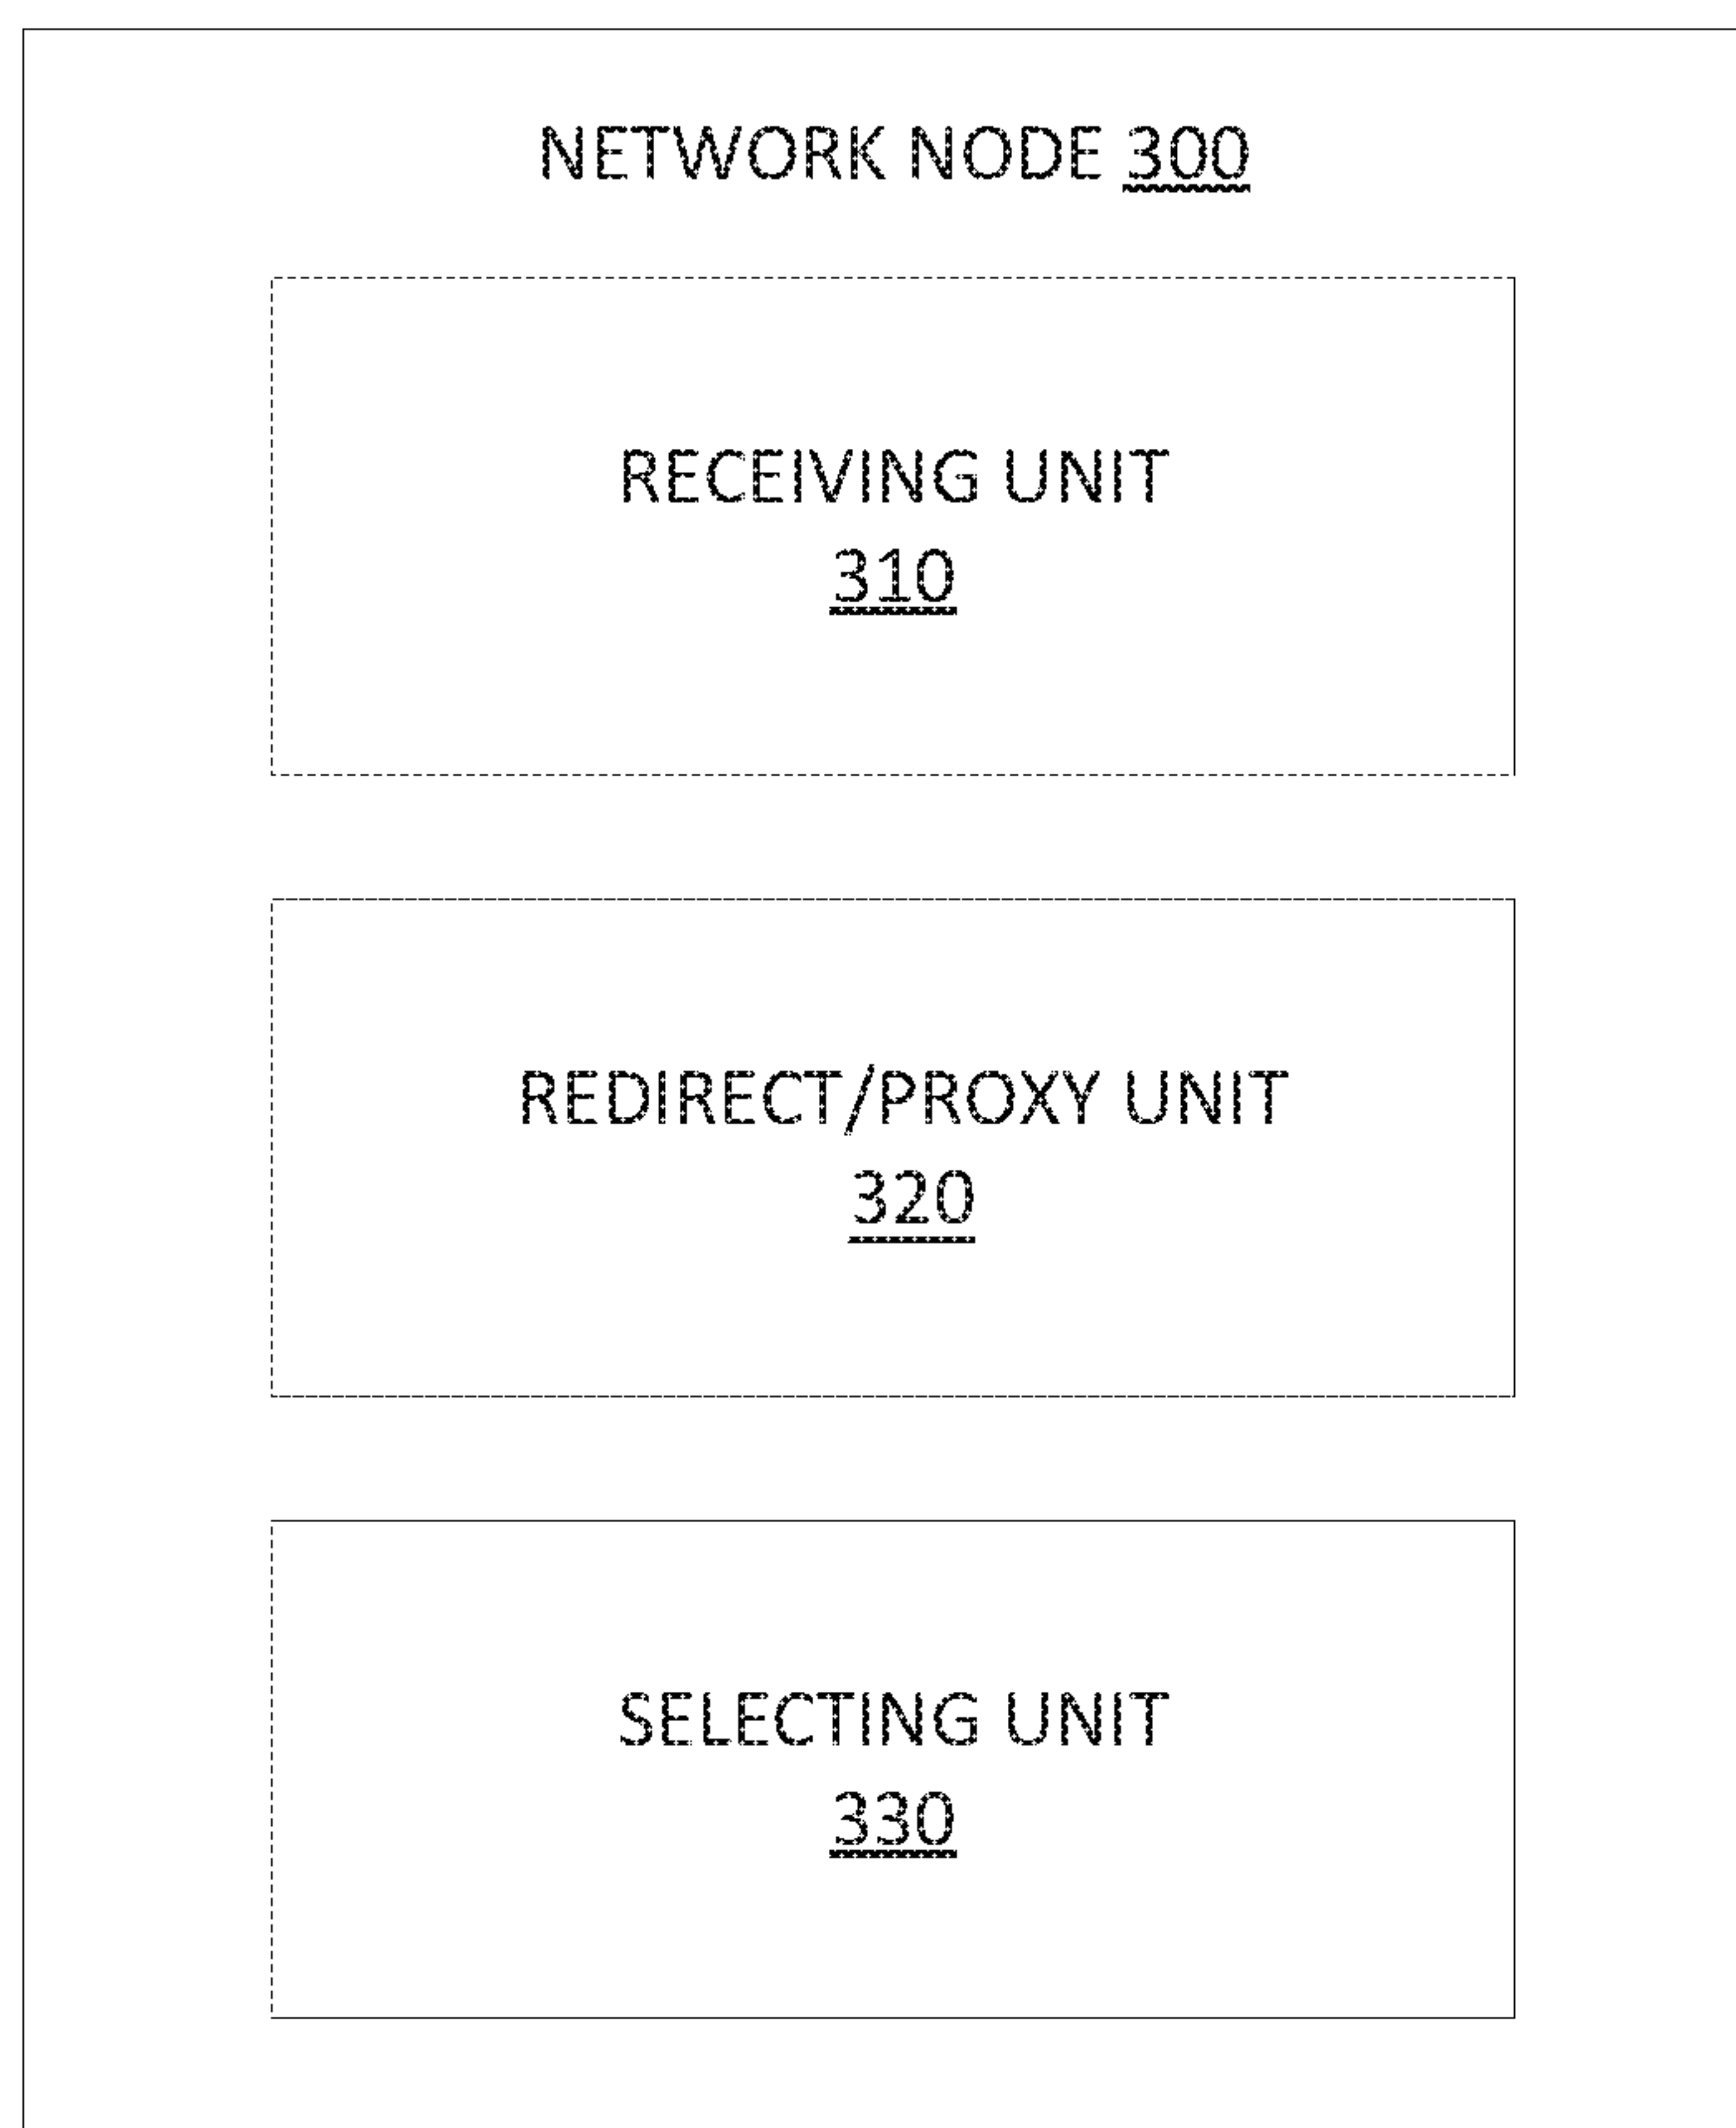 NETWORK NODE 300
RECEIVING UNIT
310
REDIRECT/PROXY UNIT
320
SELECTING UNIT
330